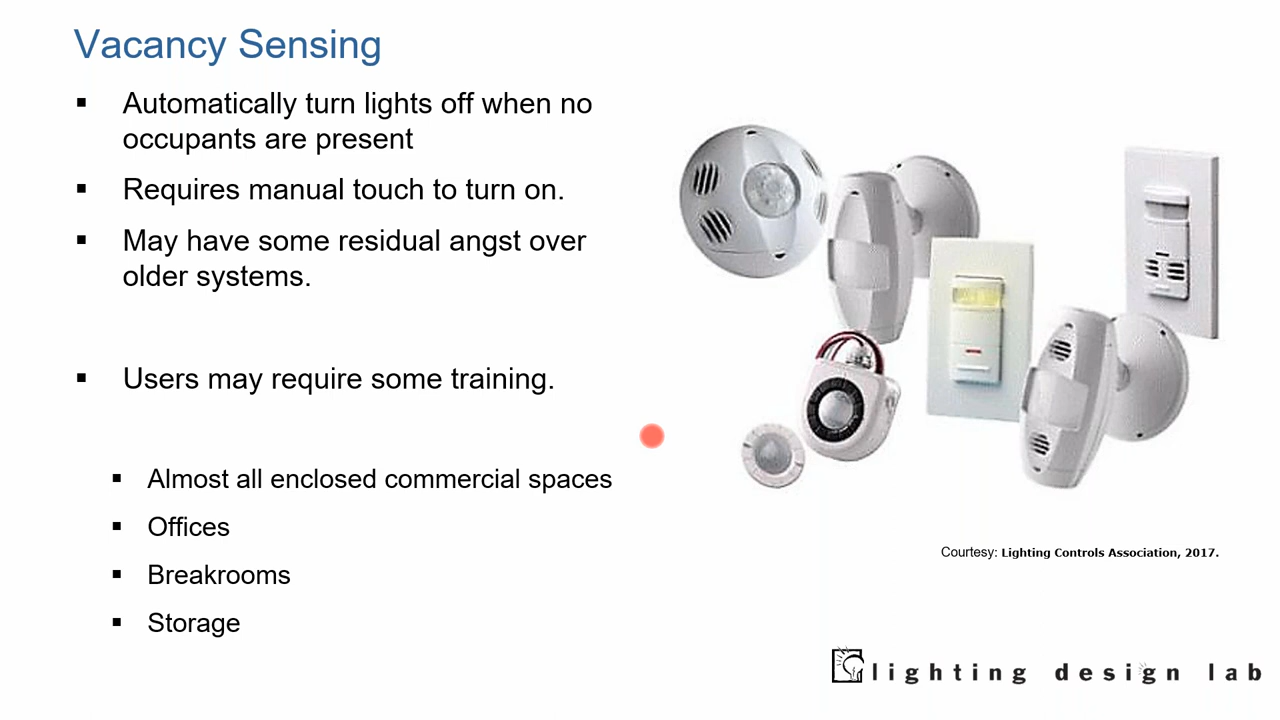 Vacancy Sensing
▪ Automatically turn lights off when no
occupants are present
▪ Requires manual touch to turn on.
▪ May have some residual angst over
older systems.
▪ Users may require some training.
▪ Almost all enclosed commercial spaces
▪ Offices
▪ Breakrooms
▪ Storage
Courtesy: Lighting Controls Association, 2017.
lighting design lab